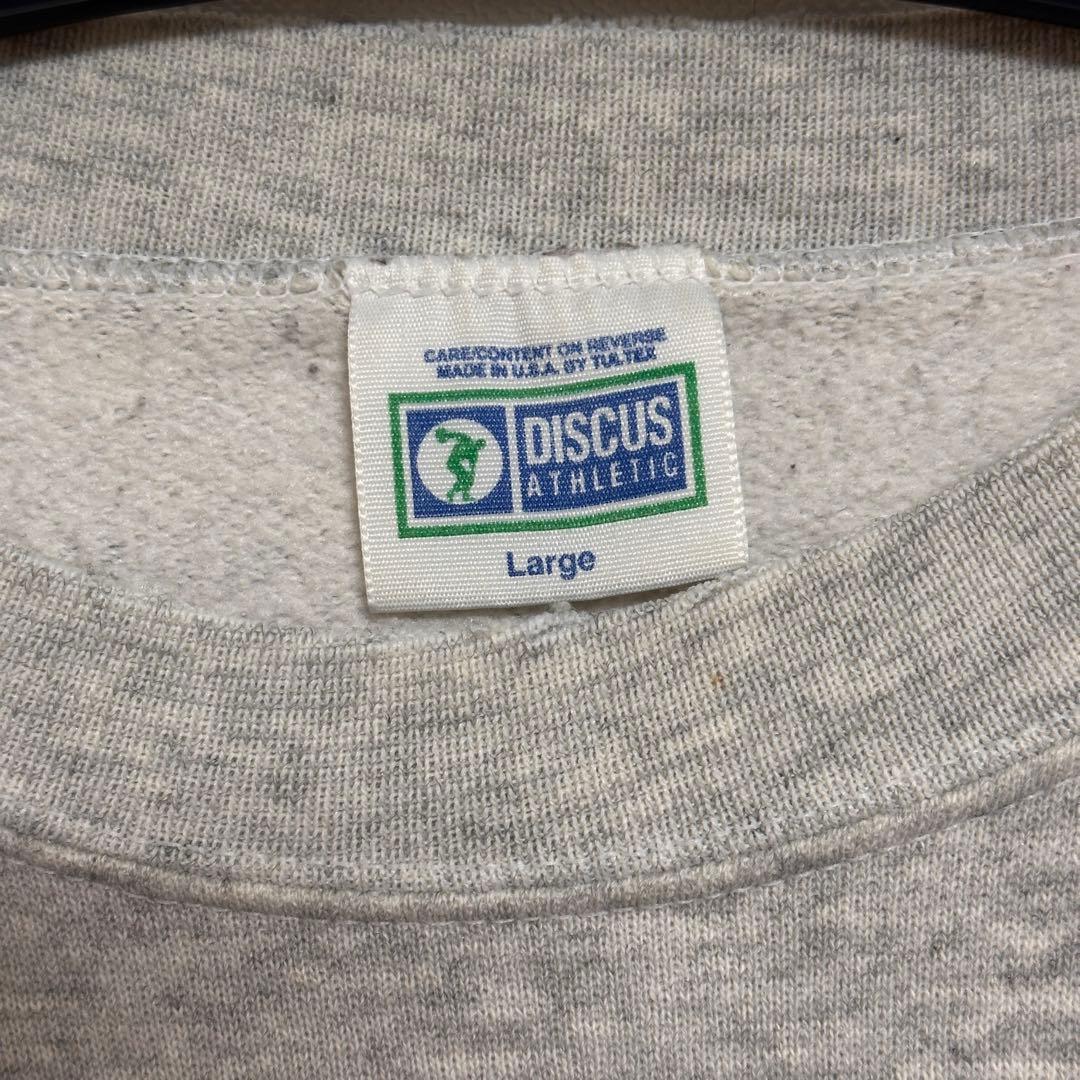 CARE/CONTENT ON REVERSE
MADE IN U.S.A. BY TULTEX
DISCUS
ATHLETIC
Large